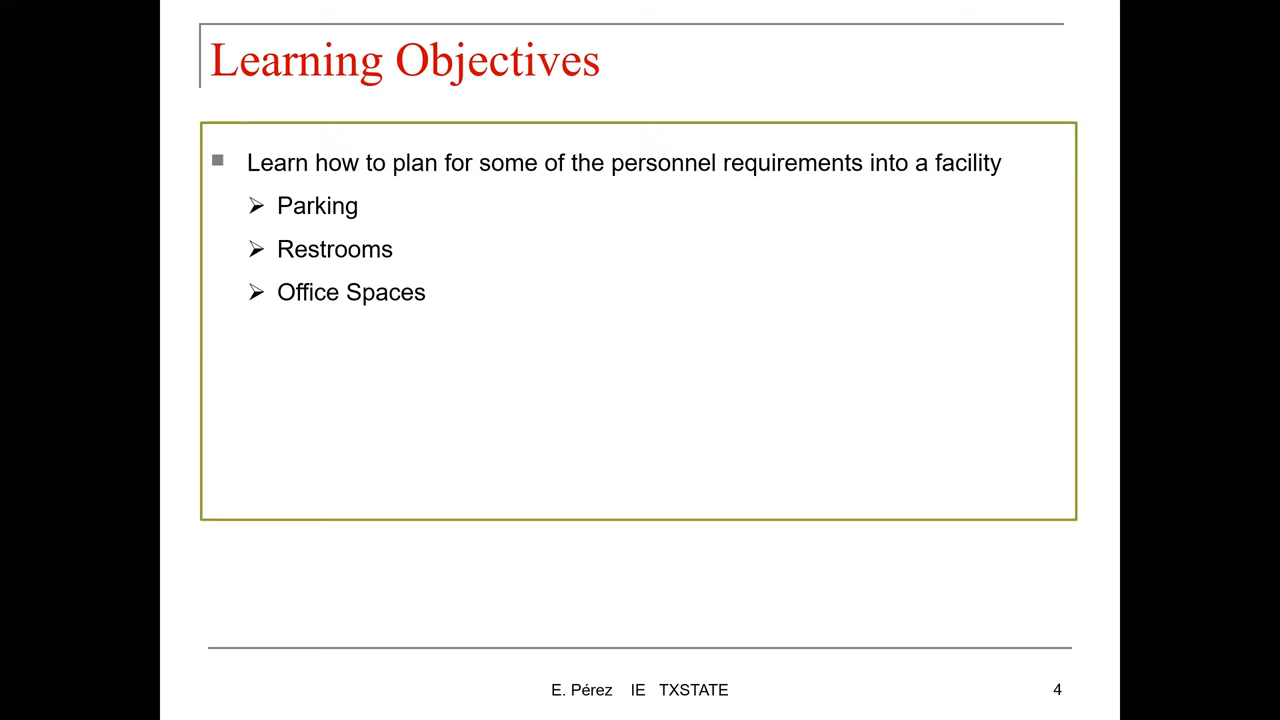 Learning Objectives
Learn how to plan for some of the personnel requirements into a facility
Parking
Restrooms
Office Spaces
E. Pérez IE TXSTATE
4